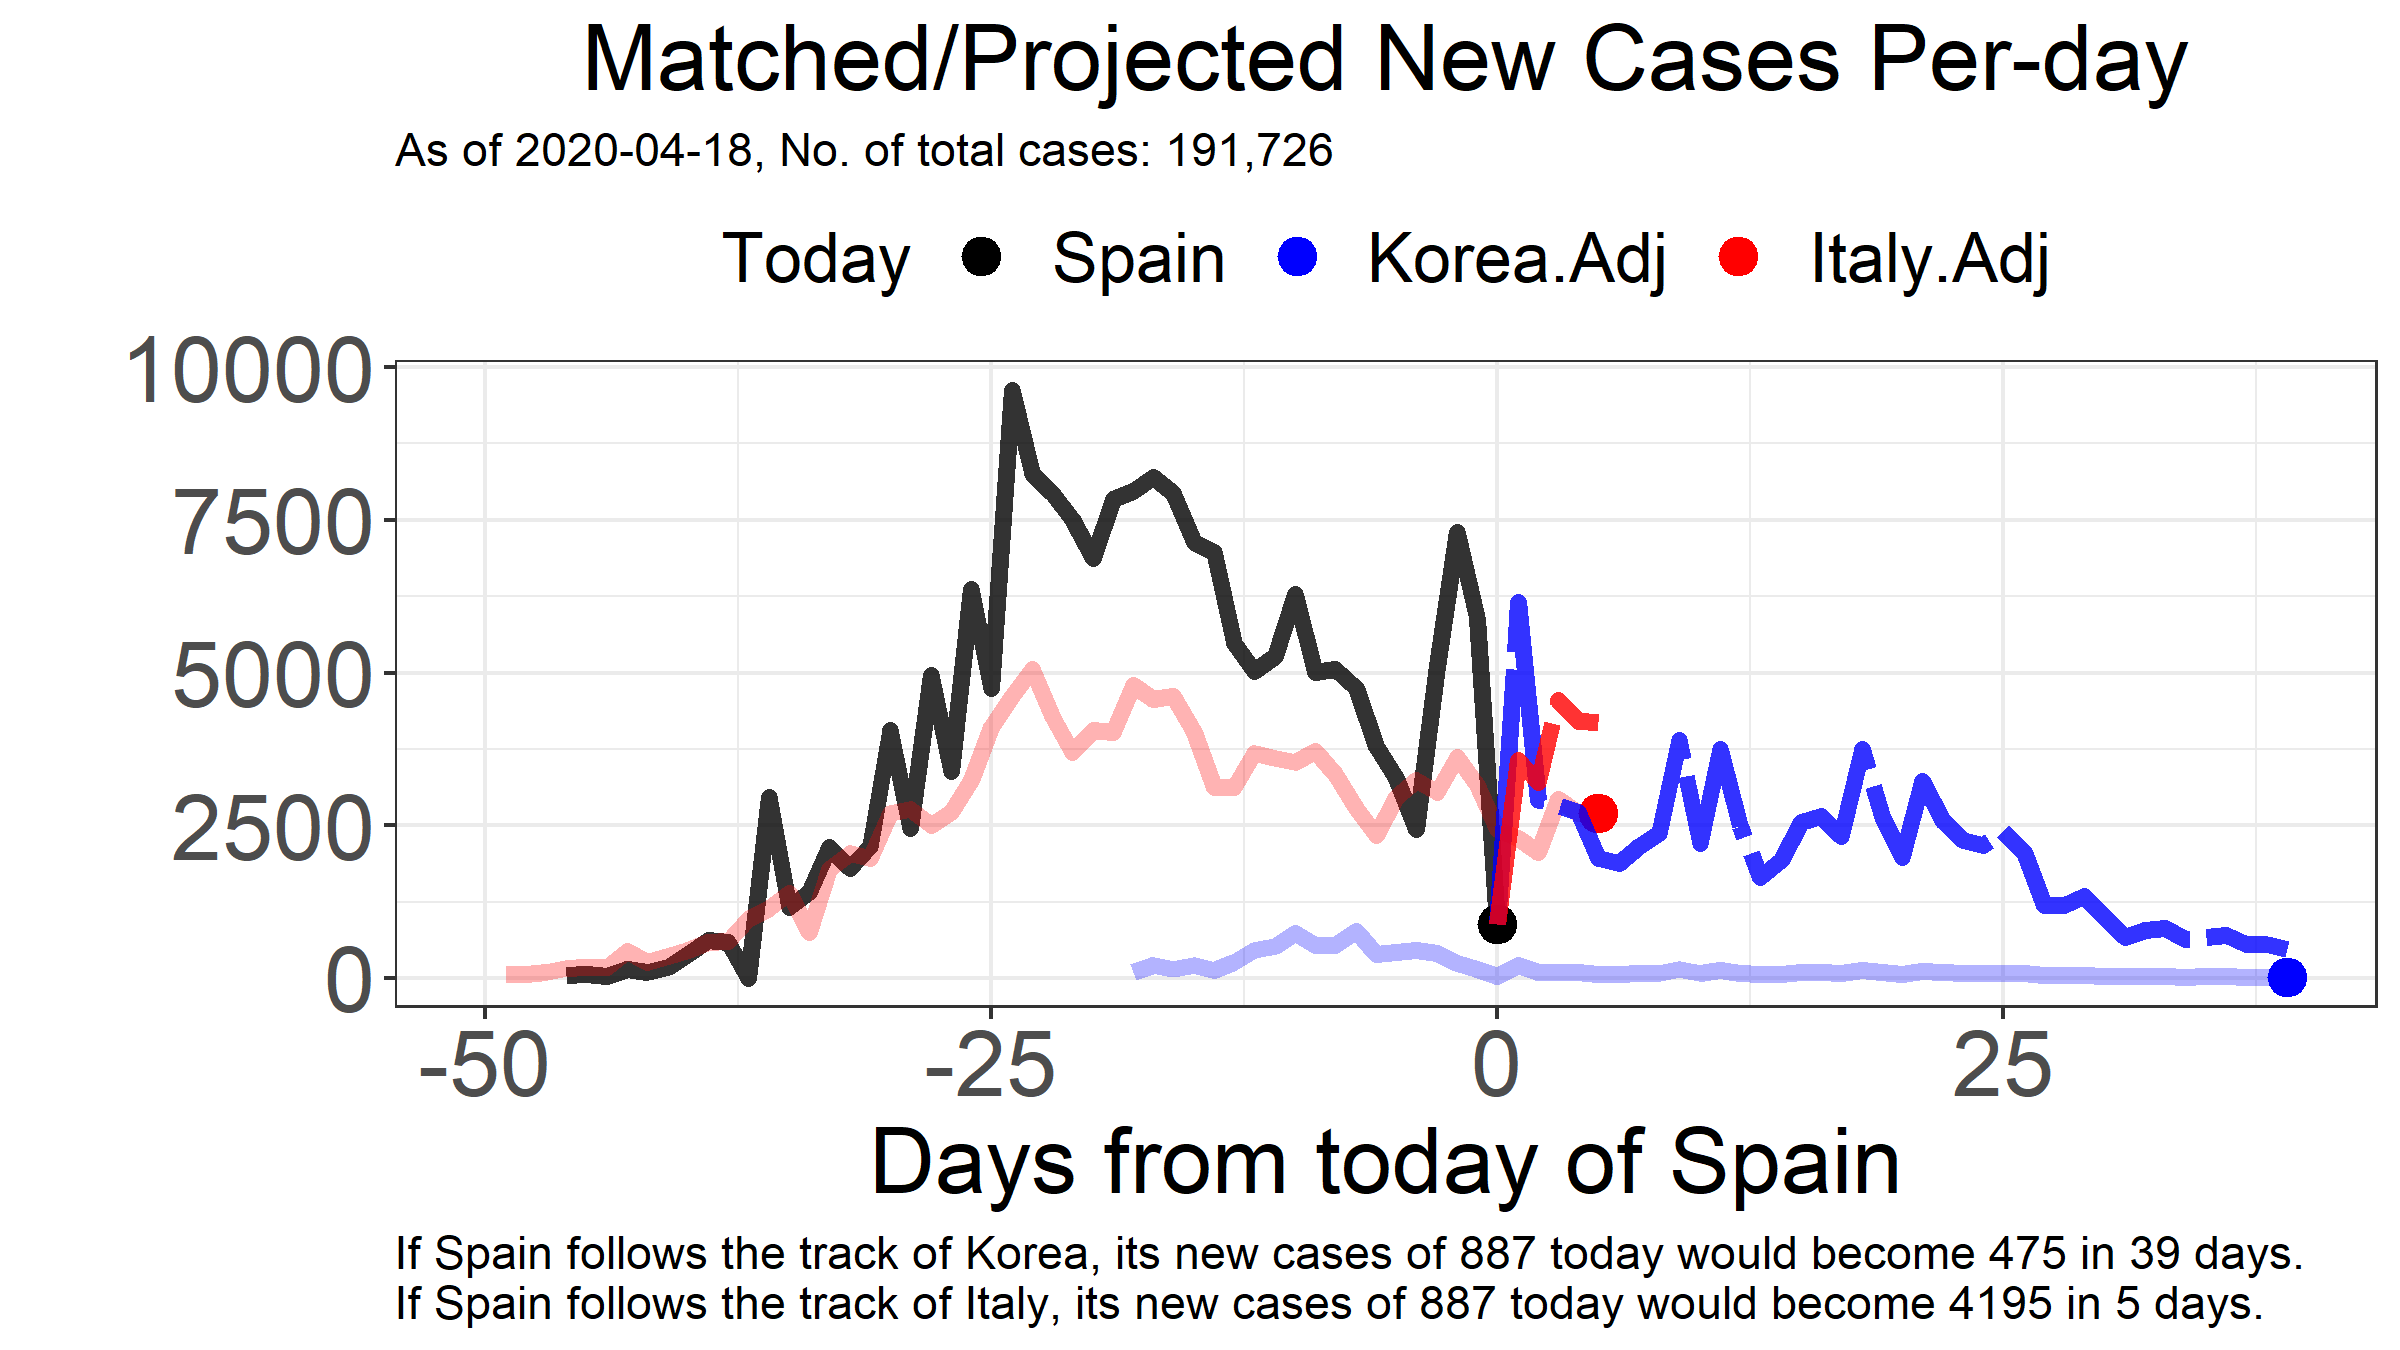 Matched/Projected New Cases Per-day
As of 2020-04-18, No. of total cases: 191,726
Today Spain Korea.Adj Italy.Adj
10000
7500
5000
2500
0
-50 -25 0 25
Days from today of Spain
If Spain follows the track of Korea, its new cases of 887 today would become 475 in 39 days.
If Spain follows the track of Italy, its new cases of 887 today would become 4195 in 5 days.